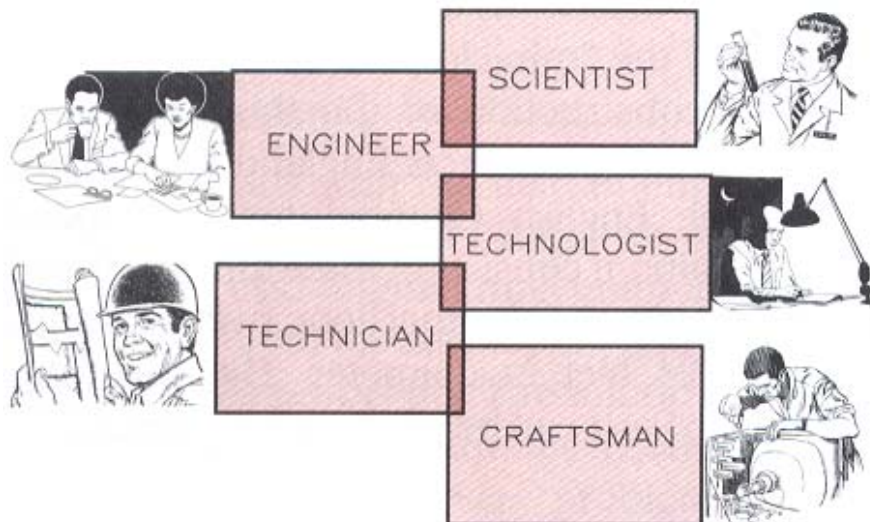 SCIENTIST
ENGINEER
TECHNOLOGIST
TECHNICIAN
CRAFTSMAN